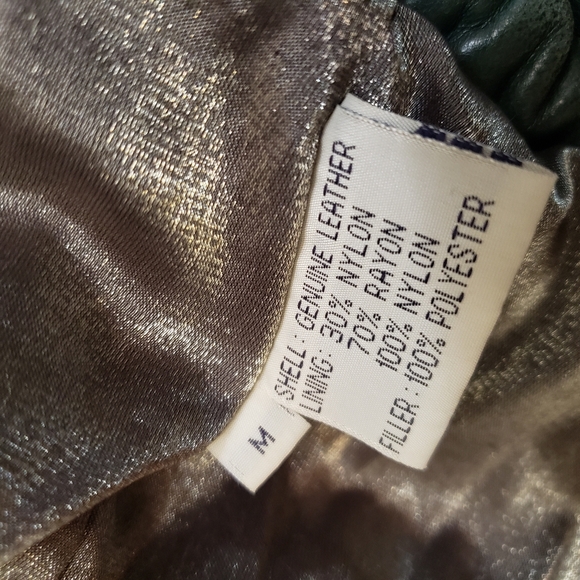 SHELL: GENUINE LEATHER
LINING: 30% NYLON
70% RAYON
100% NYLON
FILLER: 100% POLYESTER
M